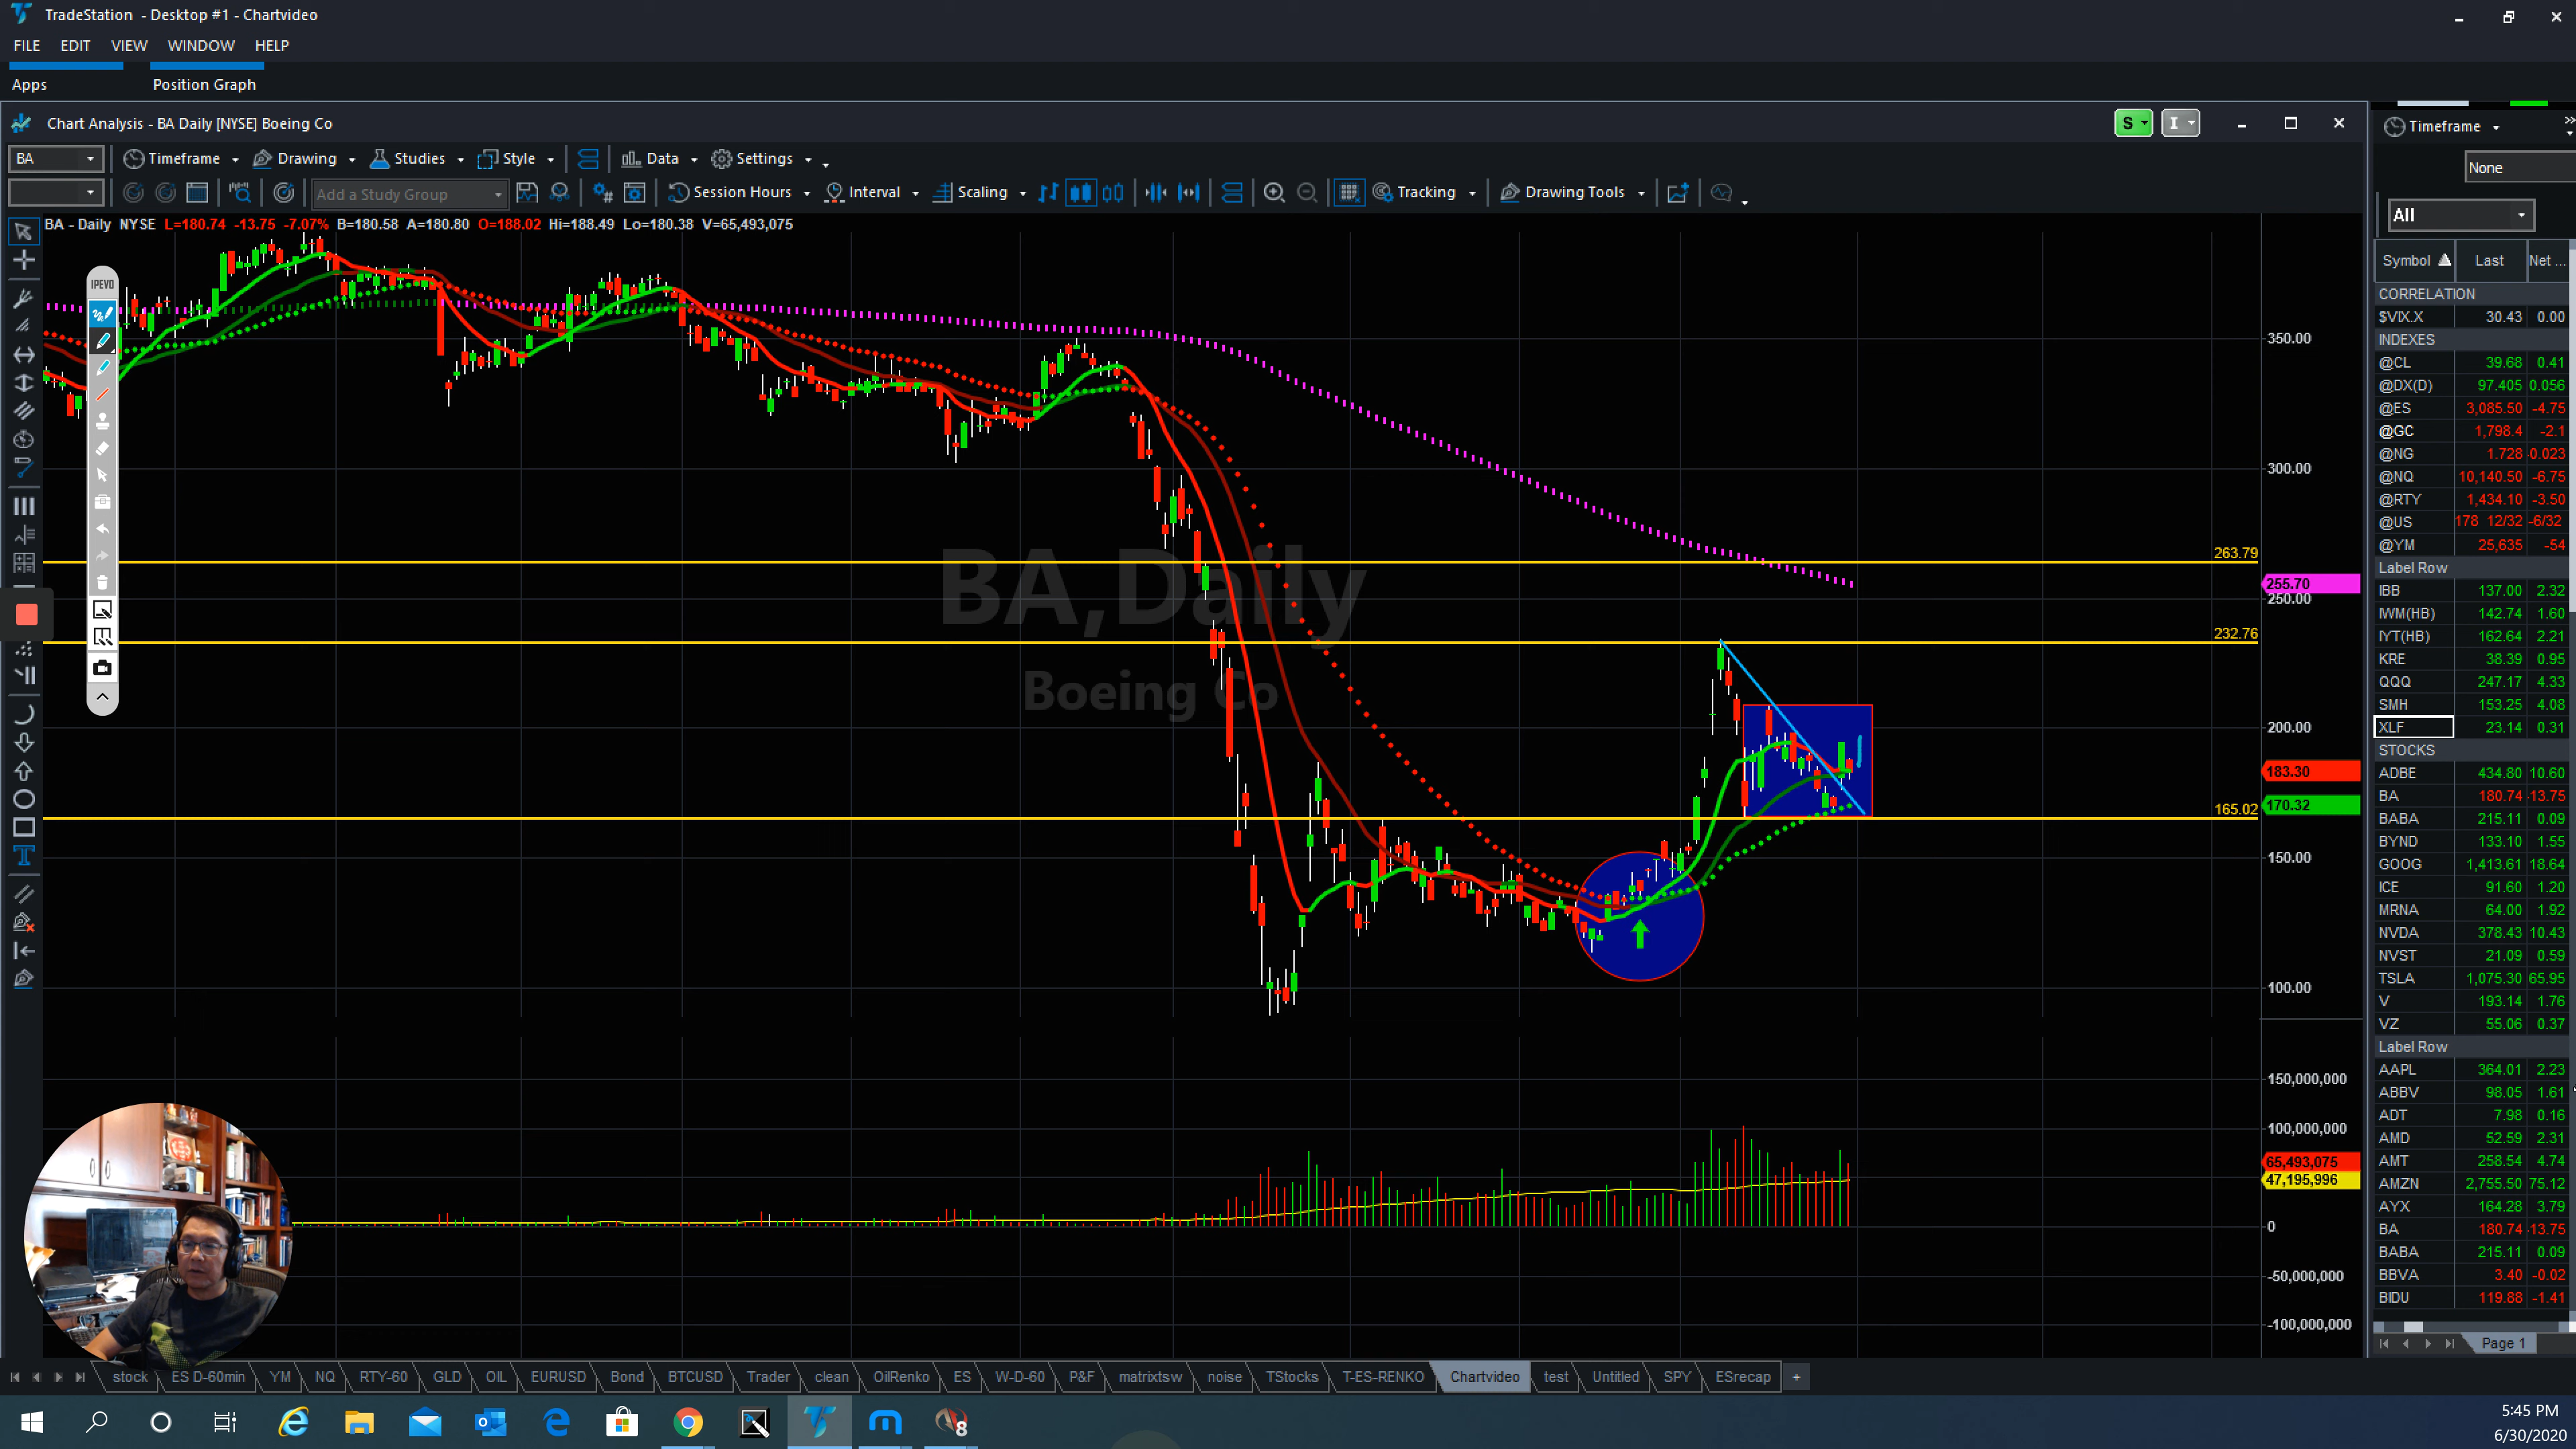 TradeStation - Desktop #1 - Chartvideo
FILE EDIT VIEW WINDOW HELP
Apps Position Graph
Chart Analysis - BA Daily [NYSE] Boeing Co
S I
BA Timeframe Drawing Studies Style Data Settings
Add a Study Group Session Hours Interval Scaling Tracking Drawing Tools
BA - Daily NYSE L=180.74 -13.75 -7.07% B=180.58 A=180.80 O=188.02 Hi=188.49 Lo=180.38 V=65,493,075
IPEVO
BA,Daily
Boeing Co
263.79
232.76
165.02
350.00
300.00
255.70
250.00
200.00
183.30
170.32
150.00
100.00
150,000,000
100,000,000
65,493,075
47,195,996
0
-50,000,000
-100,000,000
Timeframe
None
All
Symbol Last Net ...
CORRELATION
$VIX.X 30.43 0.00
INDEXES
@CL 39.68 0.41
@DX(D) 97.405 0.056
@ES 3,085.50 -4.75
@GC 1,798.4 -2.1
@NG 1.728 -0.023
@NQ 10,140.50 -6.75
@RTY 1,434.10 -3.50
@US 178 12/32 -6/32
@YM 25,635 -54
Label Row
IBB 137.00 2.32
IWM(HB) 142.74 1.60
IYT(HB) 162.64 2.21
KRE 38.39 0.95
QQQ 247.17 4.33
SMH 153.25 4.08
XLF 23.14 0.31
STOCKS
ADBE 434.80 10.60
BA 180.74 -13.75
BABA 215.11 0.09
BYND 133.10 1.55
GOOG 1,413.61 18.64
ICE 91.60 1.20
MRNA 64.00 1.92
NVDA 378.43 10.43
NVST 21.09 0.59
TSLA 1,075.30 65.95
V 193.14 1.76
VZ 55.06 0.37
Label Row
AAPL 364.01 2.23
ABBV 98.05 1.61
ADT 7.98 0.16
AMD 52.59 2.31
AMT 258.54 4.74
AMZN 2,755.50 75.12
AYX 164.28 3.79
BA 180.74 -13.75
BABA 215.11 0.09
BBVA 3.40 -0.02
BIDU 119.88 -1.41
Page 1
stock ES D-60min YM NQ RTY-60 GLD OIL EURUSD Bond BTCUSD Trader clean OilRenko ES W-D-60 P&F matrixtsw noise TStocks T-ES-RENKO Chartvideo test Untitled SPY ESrecap +
8
5:45 PM
6/30/2020